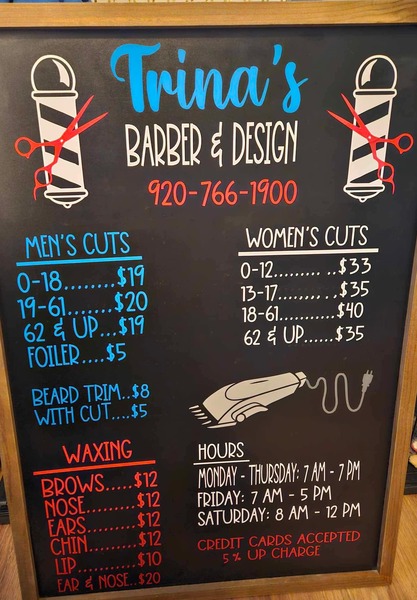 Trina's
BARBER & DESIGN
920-766-1900
MEN'S CUTS
0-18........$19
19-61.......$20
62 & UP...$19
FOILER....$5
BEARD TRIM..$8
WITH CUT....$5
WOMEN'S CUTS
0-12......... ..$33
13-17...........$35
18-61..........$40
62 & UP......$35
WAXING
BROWS.....$12
NOSE........$12
EARS........$12
CHIN.........$12
LIP...........$10
EAR & NOSE..$20
HOURS
MONDAY - THURSDAY: 7 AM - 7 PM
FRIDAY: 7 AM - 5 PM
SATURDAY: 8 AM - 12 PM
CREDIT CARDS ACCEPTED
5% UP CHARGE